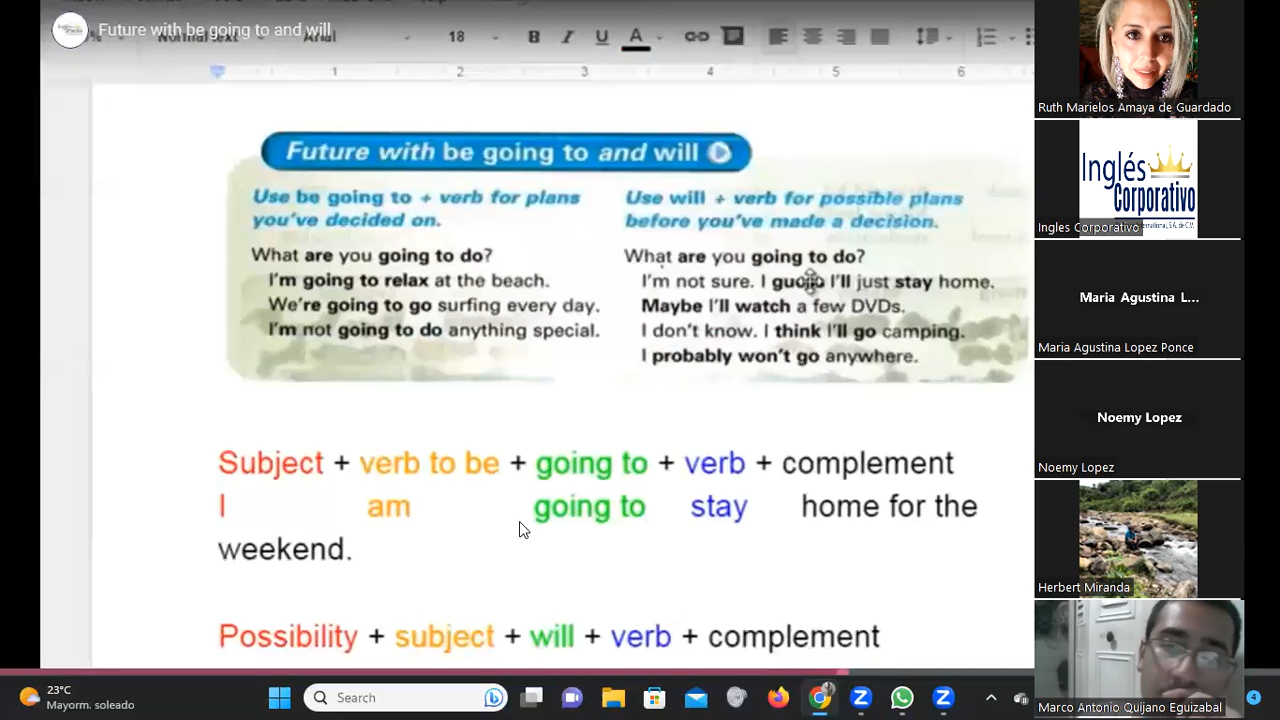 Future with be going to and will
Normal text
Arial
18
B I U A
1 2 3 4 5 6
Future with be going to and will
Use be going to + verb for plans
you've decided on.
What are you going to do?
I'm going to relax at the beach.
We're going to go surfing every day.
I'm not going to do anything special.
Use will + verb for possible plans
before you've made a decision.
What are you going to do?
I'm not sure. I I'll just stay home.
Maybe I'll watch a few DVDs.
I don't know. I think I'll go camping.
I probably won't go anywhere.
Subject + verb to be + going to + verb + complement
I am going to stay home for the
weekend.
Possibility + subject + will + verb + complement
Ruth Marielos Amaya de Guardado
Inglés
Corporativo
International, S.A. de C.V.
Ingles Corporativo
Maria Agustina L...
Maria Agustina Lopez Ponce
Noemy Lopez
Noemy Lopez
Herbert Miranda
Marco Antonio Quijano Eguizabal
23°C
Mayorm. soleado
Search
4